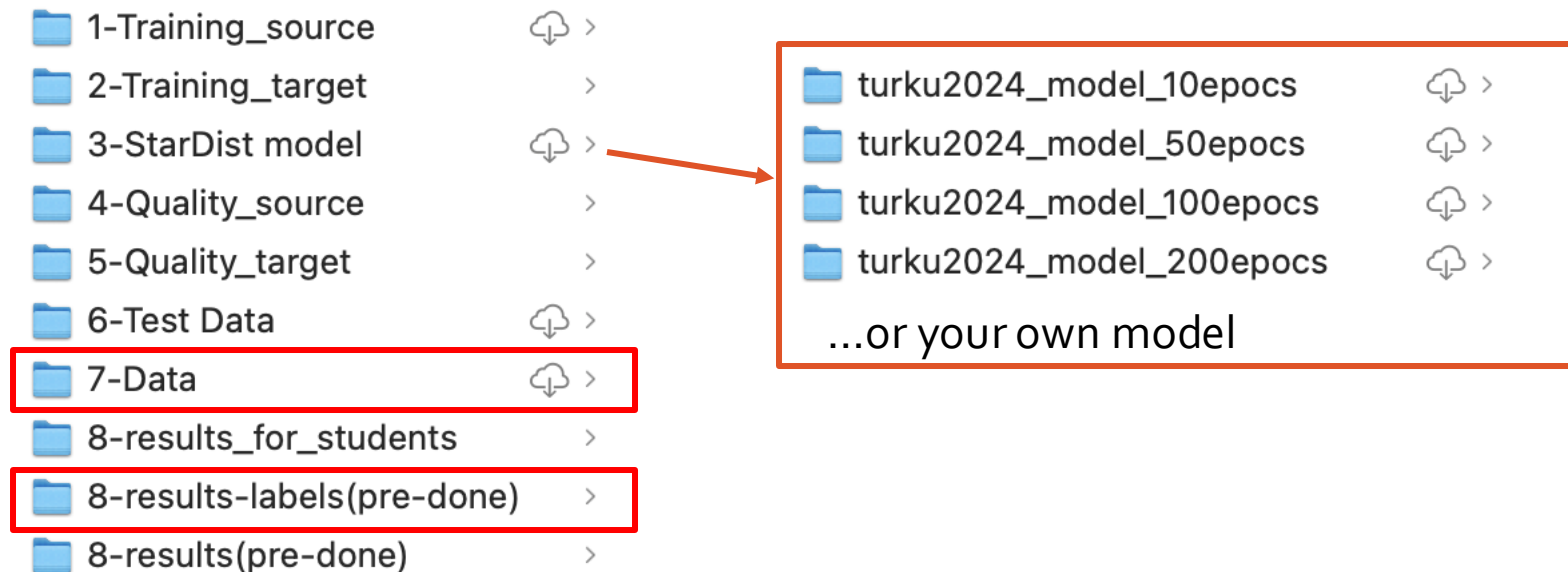 1-Training_source
2-Training_target
3-StarDist model
4-Quality_source
5-Quality_target
6-Test Data
7-Data
8-results_for_students
8-results-labels(pre-done)
8-results(pre-done)
turku2024_model_10epocs
turku2024_model_50epocs
turku2024_model_100epocs
turku2024_model_200epocs
...or your own model